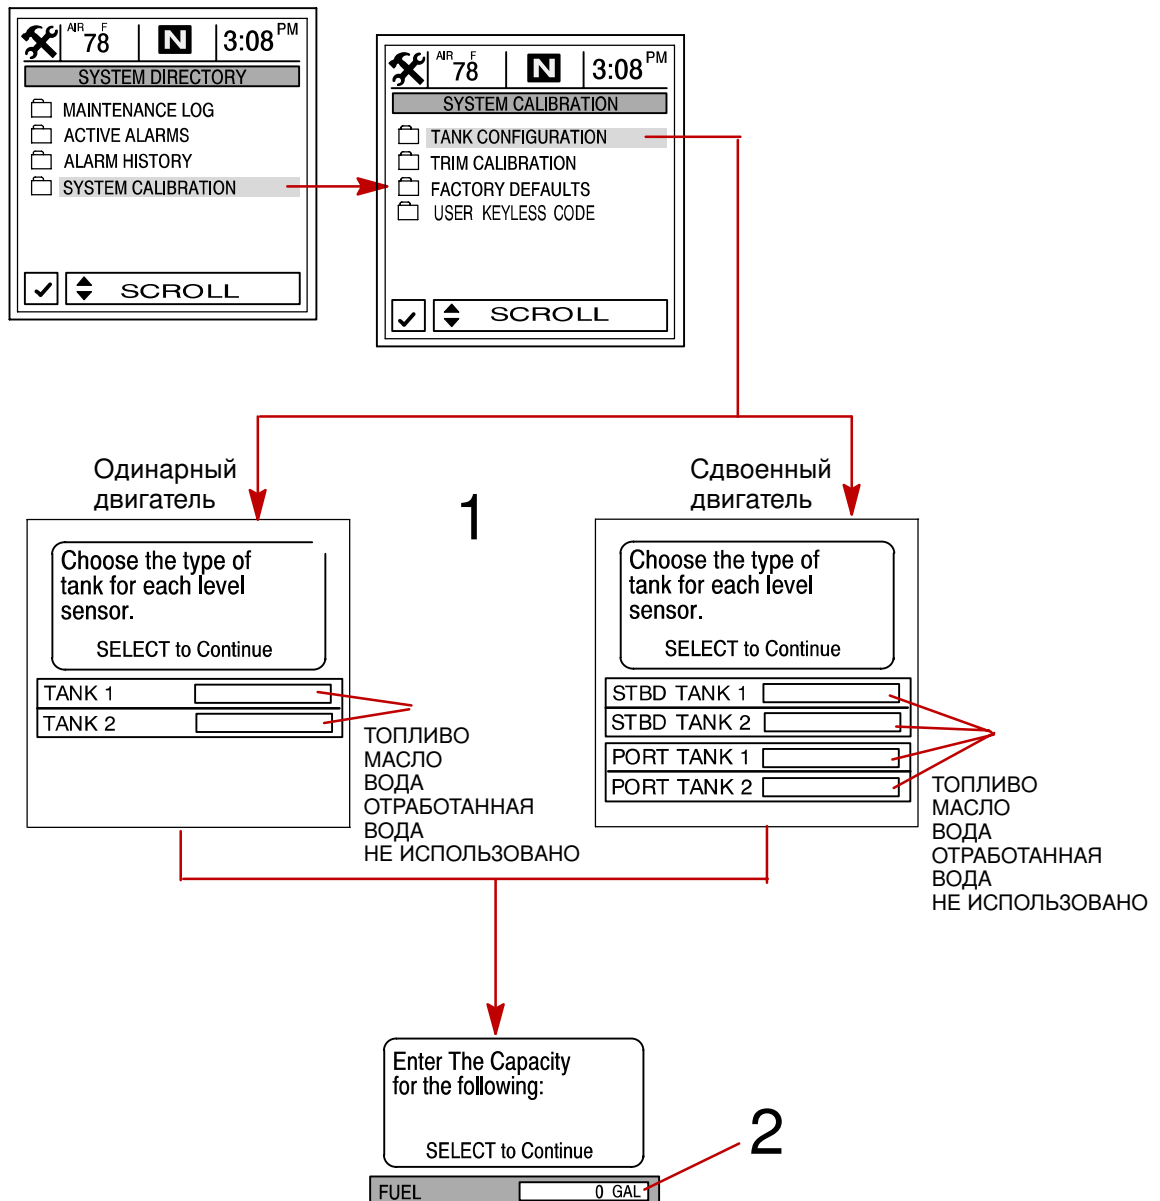 AIR F
78
N
3:08 PM
SYSTEM DIRECTORY
MAINTENANCE LOG
ACTIVE ALARMS
ALARM HISTORY
SYSTEM CALIBRATION
SCROLL
AIR F
78
N
3:08 PM
SYSTEM CALIBRATION
TANK CONFIGURATION
TRIM CALIBRATION
FACTORY DEFAULTS
USER KEYLESS CODE
SCROLL
Одинарный
двигатель
1
Сдвоенный
двигатель
Choose the type of
tank for each level
sensor.
SELECT to Continue
TANK 1
TANK 2
ТОПЛИВО
МАСЛО
ВОДА
ОТРАБОТАННАЯ
ВОДА
НЕ ИСПОЛЬЗОВАНО
Choose the type of
tank for each level
sensor.
SELECT to Continue
STBD TANK 1
STBD TANK 2
PORT TANK 1
PORT TANK 2
ТОПЛИВО
МАСЛО
ВОДА
ОТРАБОТАННАЯ
ВОДА
НЕ ИСПОЛЬЗОВАНО
Enter The Capacity
for the following:
SELECT to Continue
2
FUEL 0 GAL